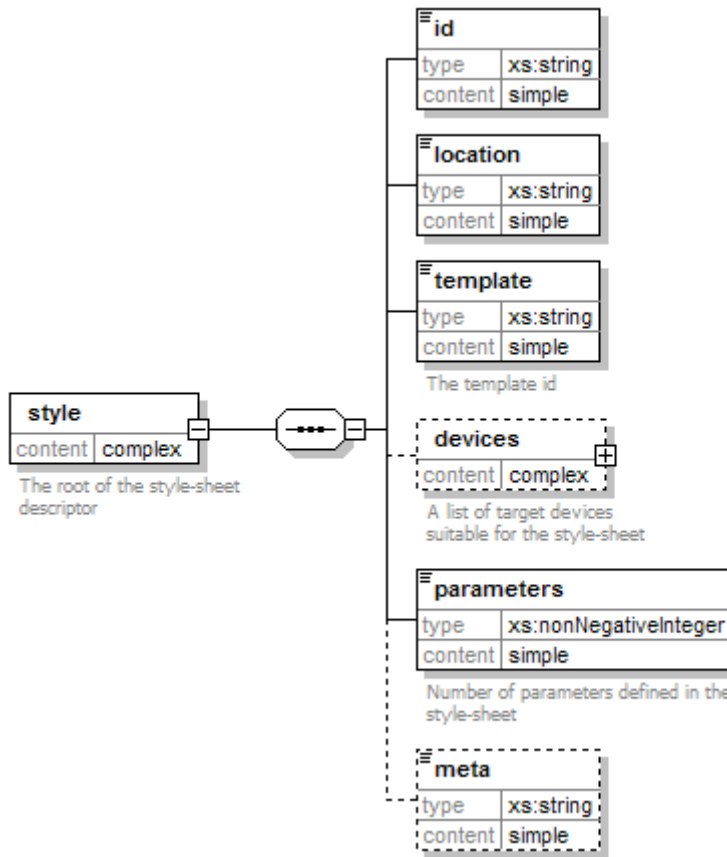 id
type xs:string
content simple
location
type xs:string
content simple
template
type xs:string
content simple
The template id
style
content complex
The root of the style-sheet
descriptor
devices
content complex
A list of target devices
suitable for the style-sheet
parameters
type xs:nonNegativeInteger
content simple
Number of parameters defined in the
style-sheet
meta
type xs:string
content simple